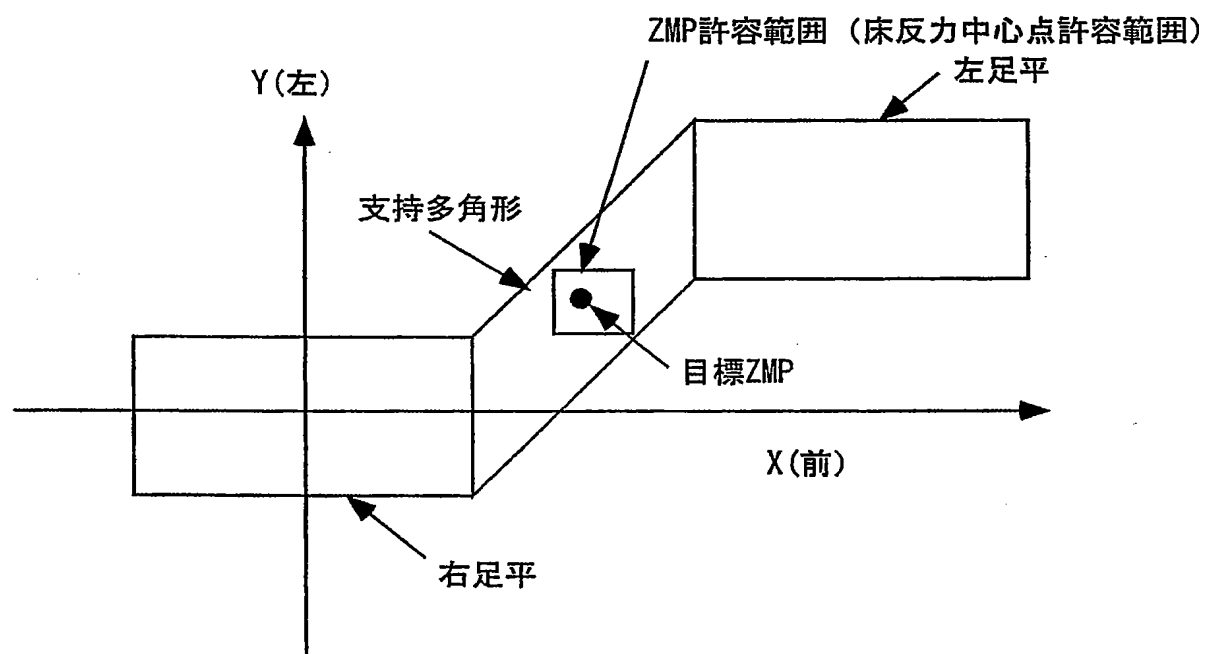 ZMP許容範囲（床反力中心点許容範囲）
左足平
Y(左)
支持多角形
目標ZMP
X(前)
右足平